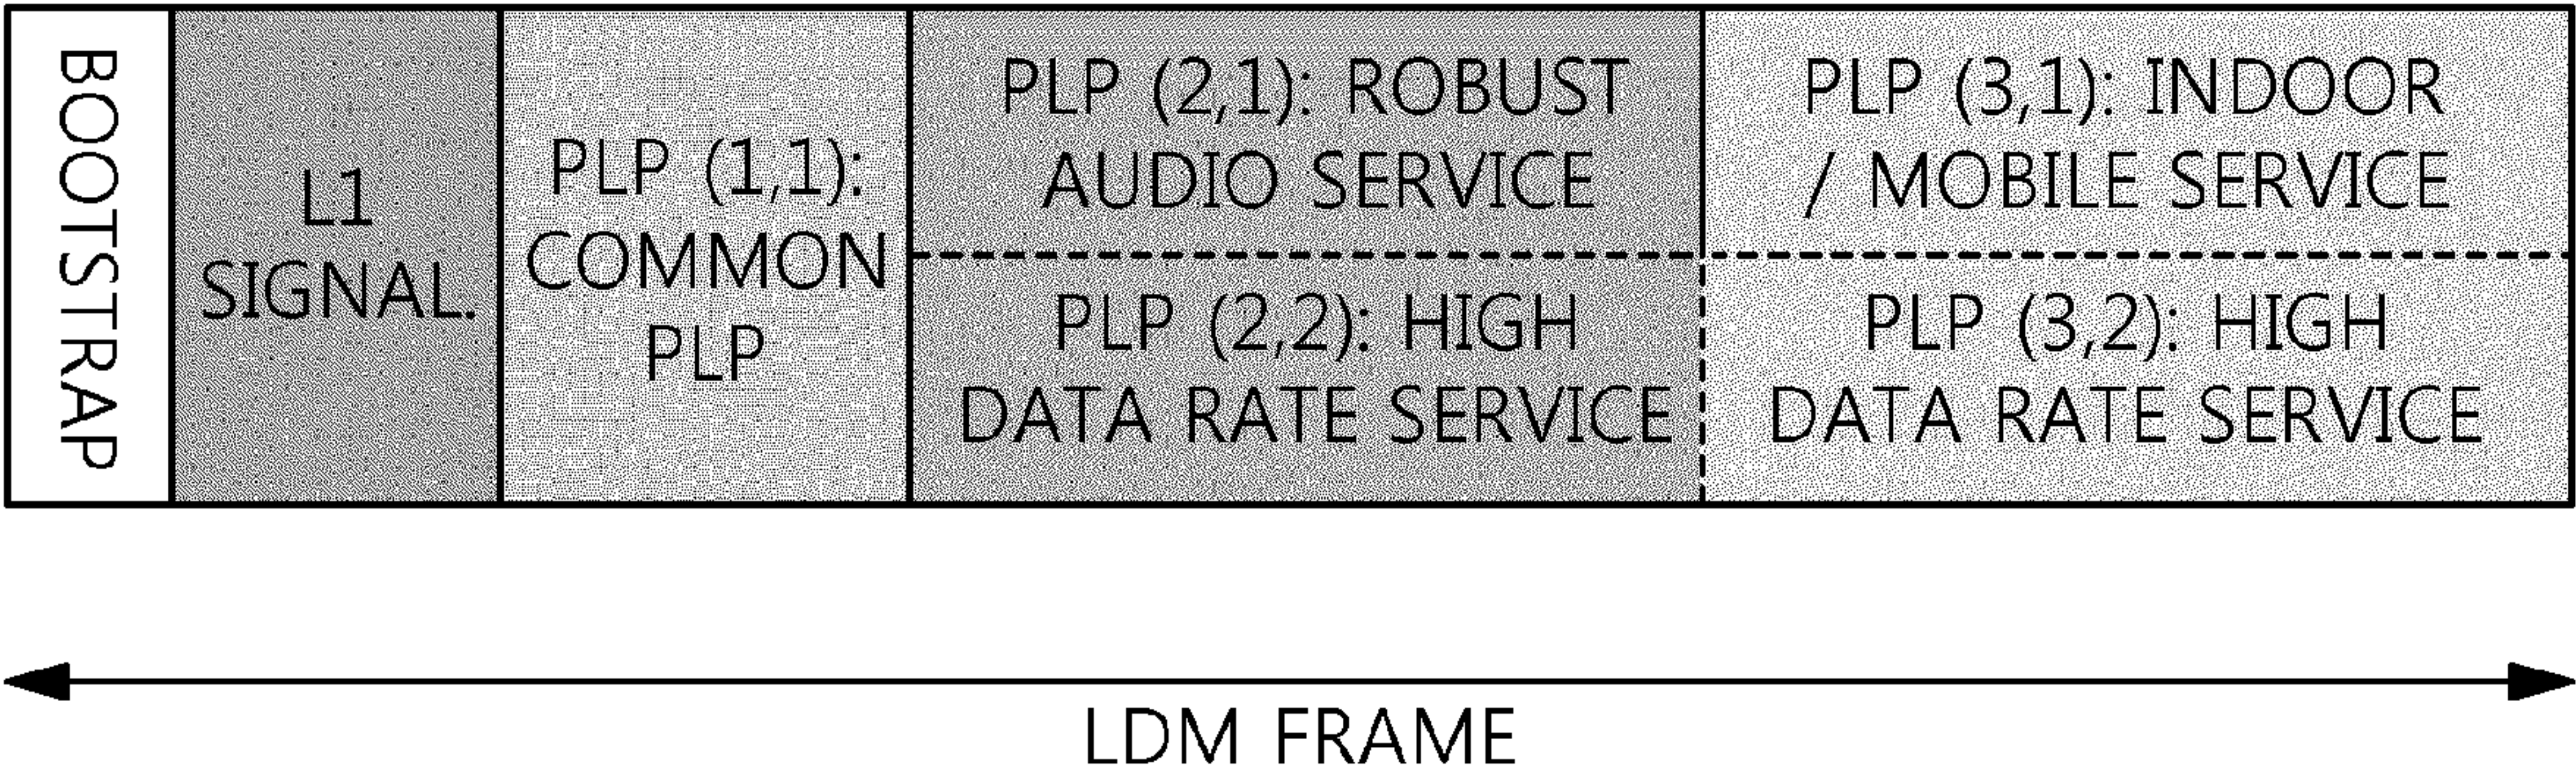 BOOTSTRAP
L1
SIGNAL.
PLP (1,1):
COMMON
PLP
PLP (2,1): ROBUST
AUDIO SERVICE
PLP (2,2): HIGH
DATA RATE SERVICE
PLP (3,1): INDOOR
/ MOBILE SERVICE
PLP (3,2): HIGH
DATA RATE SERVICE
LDM FRAME